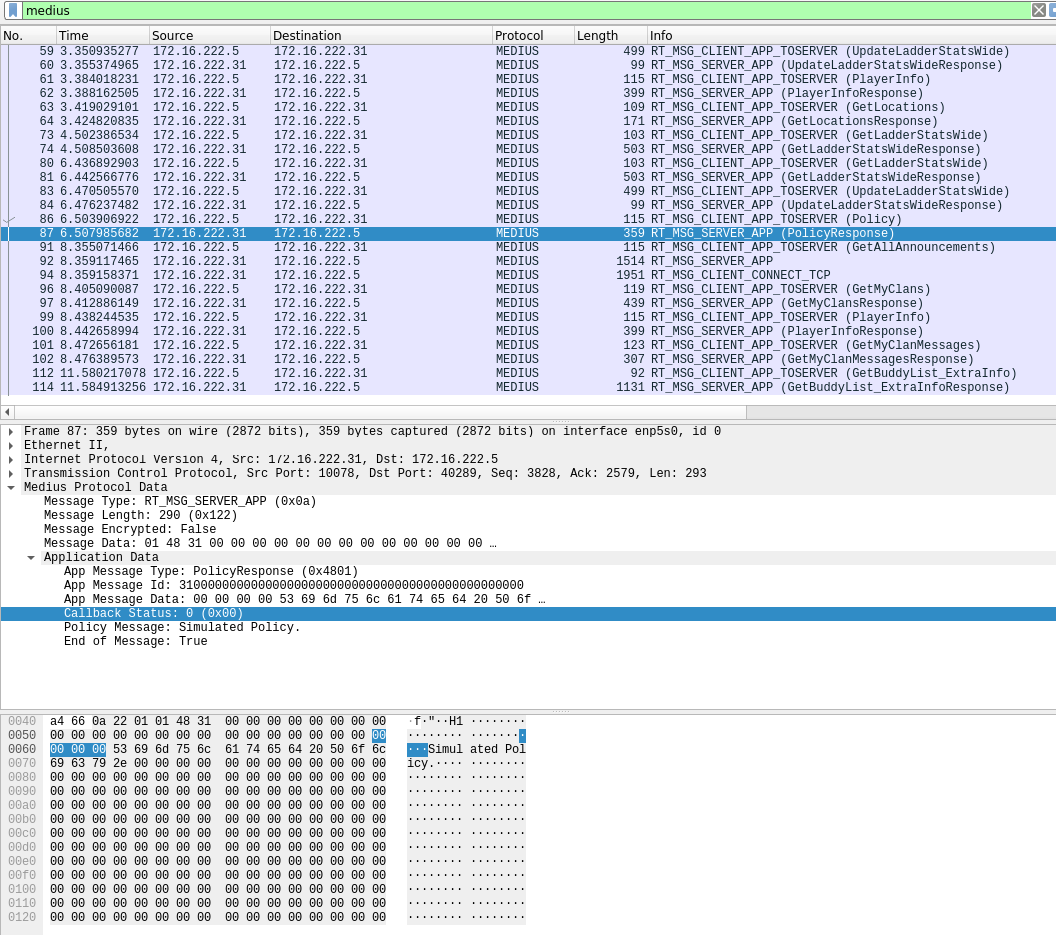 medius
No. Time Source Destination Protocol Length Info
59 3.350935277 172.16.222.5 172.16.222.31 MEDIUS 499 RT_MSG_CLIENT_APP_TOSERVER (UpdateLadderStatsWide)
60 3.355374965 172.16.222.31 172.16.222.5 MEDIUS 99 RT_MSG_SERVER_APP (UpdateLadderStatsWideResponse)
61 3.384018231 172.16.222.5 172.16.222.31 MEDIUS 115 RT_MSG_CLIENT_APP_TOSERVER (PlayerInfo)
62 3.388162505 172.16.222.31 172.16.222.5 MEDIUS 399 RT_MSG_SERVER_APP (PlayerInfoResponse)
63 3.419029101 172.16.222.5 172.16.222.31 MEDIUS 109 RT_MSG_CLIENT_APP_TOSERVER (GetLocations)
64 3.424820835 172.16.222.31 172.16.222.5 MEDIUS 171 RT_MSG_SERVER_APP (GetLocationsResponse)
73 4.502386534 172.16.222.5 172.16.222.31 MEDIUS 103 RT_MSG_CLIENT_APP_TOSERVER (GetLadderStatsWide)
74 4.508503608 172.16.222.31 172.16.222.5 MEDIUS 503 RT_MSG_SERVER_APP (GetLadderStatsWideResponse)
80 6.436892903 172.16.222.5 172.16.222.31 MEDIUS 103 RT_MSG_CLIENT_APP_TOSERVER (GetLadderStatsWide)
81 6.442566776 172.16.222.31 172.16.222.5 MEDIUS 503 RT_MSG_SERVER_APP (GetLadderStatsWideResponse)
83 6.470505570 172.16.222.5 172.16.222.31 MEDIUS 499 RT_MSG_CLIENT_APP_TOSERVER (UpdateLadderStatsWide)
84 6.476237482 172.16.222.31 172.16.222.5 MEDIUS 99 RT_MSG_SERVER_APP (UpdateLadderStatsWideResponse)
86 6.503906922 172.16.222.5 172.16.222.31 MEDIUS 115 RT_MSG_CLIENT_APP_TOSERVER (Policy)
87 6.507985682 172.16.222.31 172.16.222.5 MEDIUS 359 RT_MSG_SERVER_APP (PolicyResponse)
91 8.355071466 172.16.222.5 172.16.222.31 MEDIUS 115 RT_MSG_CLIENT_APP_TOSERVER (GetAllAnnouncements)
92 8.359117465 172.16.222.31 172.16.222.5 MEDIUS 1514 RT_MSG_SERVER_APP
94 8.359158371 172.16.222.31 172.16.222.5 MEDIUS 1951 RT_MSG_CLIENT_CONNECT_TCP
96 8.405090087 172.16.222.5 172.16.222.31 MEDIUS 119 RT_MSG_CLIENT_APP_TOSERVER (GetMyClans)
97 8.412886149 172.16.222.31 172.16.222.5 MEDIUS 439 RT_MSG_SERVER_APP (GetMyClansResponse)
99 8.438244535 172.16.222.5 172.16.222.31 MEDIUS 115 RT_MSG_CLIENT_APP_TOSERVER (PlayerInfo)
100 8.442658994 172.16.222.31 172.16.222.5 MEDIUS 399 RT_MSG_SERVER_APP (PlayerInfoResponse)
101 8.472656181 172.16.222.5 172.16.222.31 MEDIUS 123 RT_MSG_CLIENT_APP_TOSERVER (GetMyClanMessages)
102 8.476389573 172.16.222.31 172.16.222.5 MEDIUS 307 RT_MSG_SERVER_APP (GetMyClanMessagesResponse)
112 11.580217078 172.16.222.5 172.16.222.31 MEDIUS 92 RT_MSG_CLIENT_APP_TOSERVER (GetBuddyList_ExtraInfo)
114 11.584913256 172.16.222.31 172.16.222.5 MEDIUS 1131 RT_MSG_SERVER_APP (GetBuddyList_ExtraInfoResponse)
Frame 87: 359 bytes on wire (2872 bits), 359 bytes captured (2872 bits) on interface enp5s0, id 0
Ethernet II,
Internet Protocol Version 4, Src: 172.16.222.31, Dst: 172.16.222.5
Transmission Control Protocol, Src Port: 10078, Dst Port: 40289, Seq: 3828, Ack: 2579, Len: 293
Medius Protocol Data
Message Type: RT_MSG_SERVER_APP (0x0a)
Message Length: 290 (0x122)
Message Encrypted: False
Message Data: 01 48 31 00 00 00 00 00 00 00 00 00 00 00 00 00 …
Application Data
App Message Type: PolicyResponse (0x4801)
App Message Id: 310000000000000000000000000000000000000000
App Message Data: 00 00 00 00 53 69 6d 75 6c 61 74 65 64 20 50 6f …
Callback Status: 0 (0x00)
Policy Message: Simulated Policy.
End of Message: True
0040 a4 66 0a 22 01 01 48 31 00 00 00 00 00 00 00 00 ·f·"··H1 ········
0050 00 00 00 00 00 00 00 00 00 00 00 00 00 00 00 00 ········ ········
0060 00 00 00 53 69 6d 75 6c 61 74 65 64 20 50 6f 6c ···Simul ated Pol
0070 69 63 79 2e 00 00 00 00 00 00 00 00 00 00 00 00 icy.···· ········
0080 00 00 00 00 00 00 00 00 00 00 00 00 00 00 00 00 ········ ········
0090 00 00 00 00 00 00 00 00 00 00 00 00 00 00 00 00 ········ ········
00a0 00 00 00 00 00 00 00 00 00 00 00 00 00 00 00 00 ········ ········
00b0 00 00 00 00 00 00 00 00 00 00 00 00 00 00 00 00 ········ ········
00c0 00 00 00 00 00 00 00 00 00 00 00 00 00 00 00 00 ········ ········
00d0 00 00 00 00 00 00 00 00 00 00 00 00 00 00 00 00 ········ ········
00e0 00 00 00 00 00 00 00 00 00 00 00 00 00 00 00 00 ········ ········
00f0 00 00 00 00 00 00 00 00 00 00 00 00 00 00 00 00 ········ ········
0100 00 00 00 00 00 00 00 00 00 00 00 00 00 00 00 00 ········ ········
0110 00 00 00 00 00 00 00 00 00 00 00 00 00 00 00 00 ········ ········
0120 00 00 00 00 00 00 00 00 00 00 00 00 00 00 00 00 ········ ········